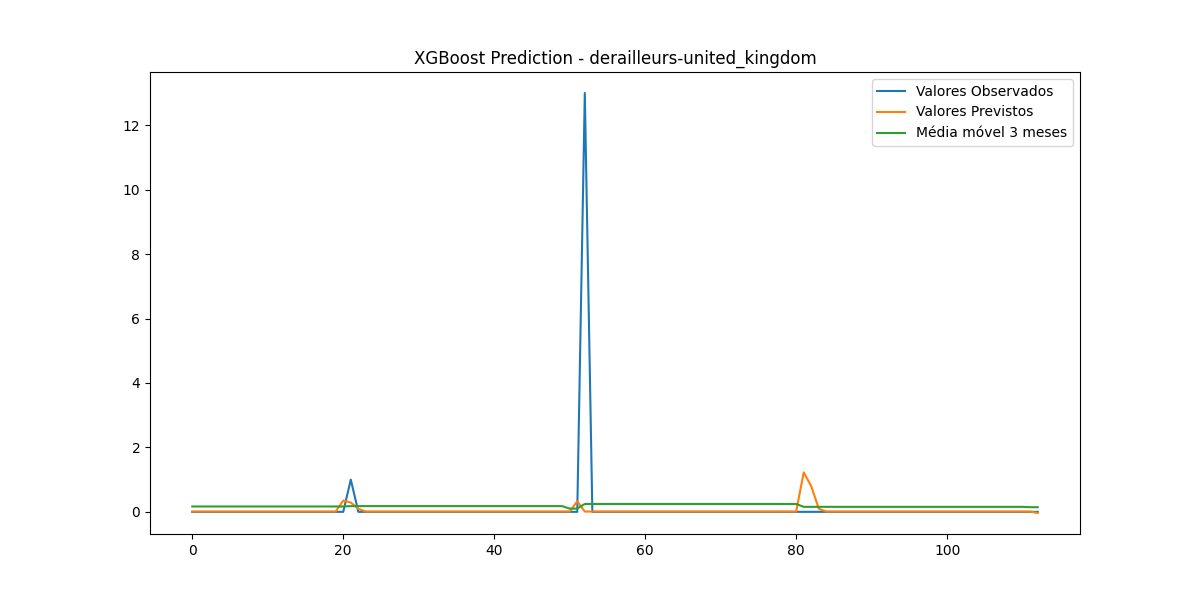 XGBoost Prediction - derailleurs-united_kingdom
Valores Observados
Valores Previstos
Média móvel 3 meses
12
10
8
6
4
2
0
0 20 40 60 80 100